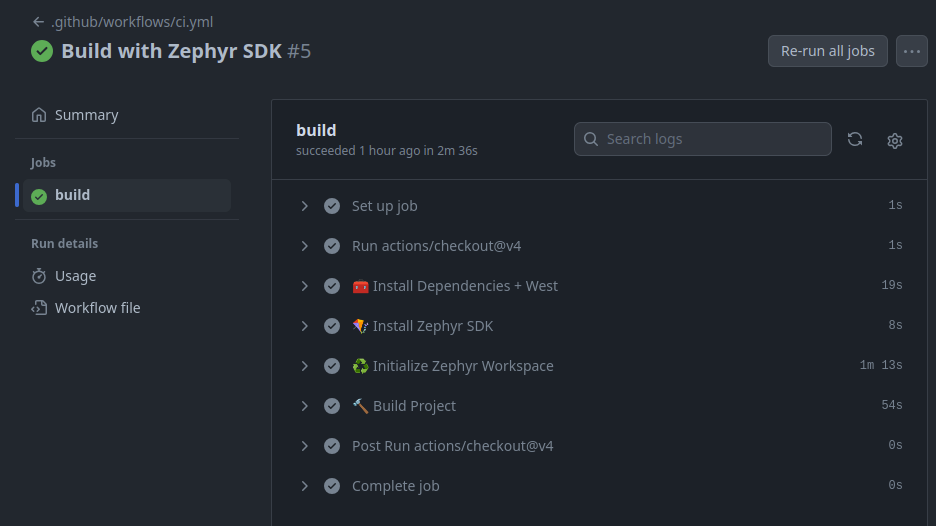 .github/workflows/ci.yml
Build with Zephyr SDK #5
Re-run all jobs
Summary
Jobs
build
Run details
Usage
Workflow file
build
succeeded 1 hour ago in 2m 36s
Search logs
Set up job 1s
Run actions/checkout@v4 1s
🧰 Install Dependencies + West 19s
🪁 Install Zephyr SDK 8s
♻️ Initialize Zephyr Workspace 1m 13s
🔨 Build Project 54s
Post Run actions/checkout@v4 0s
Complete job 0s